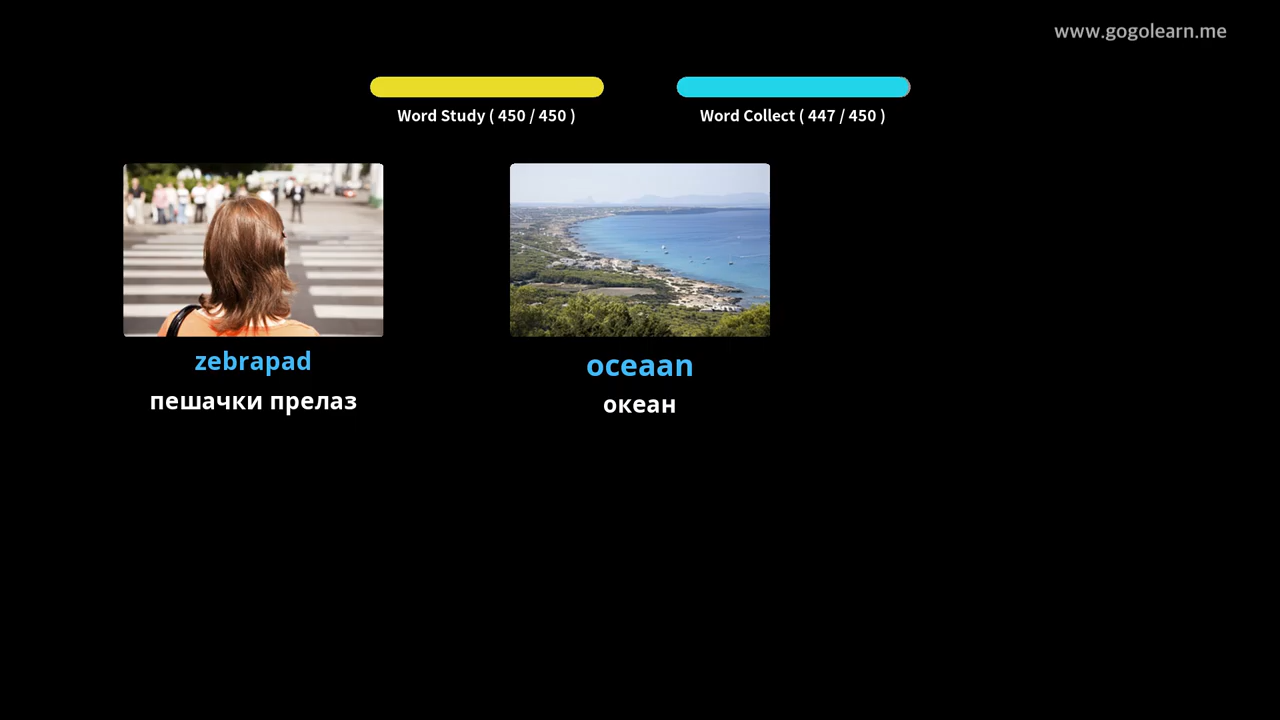 www.gogolearn.me
Word Study ( 450 / 450 )
Word Collect ( 447 / 450 )
zebrapad
пешачки прелаз
oceaan
океан